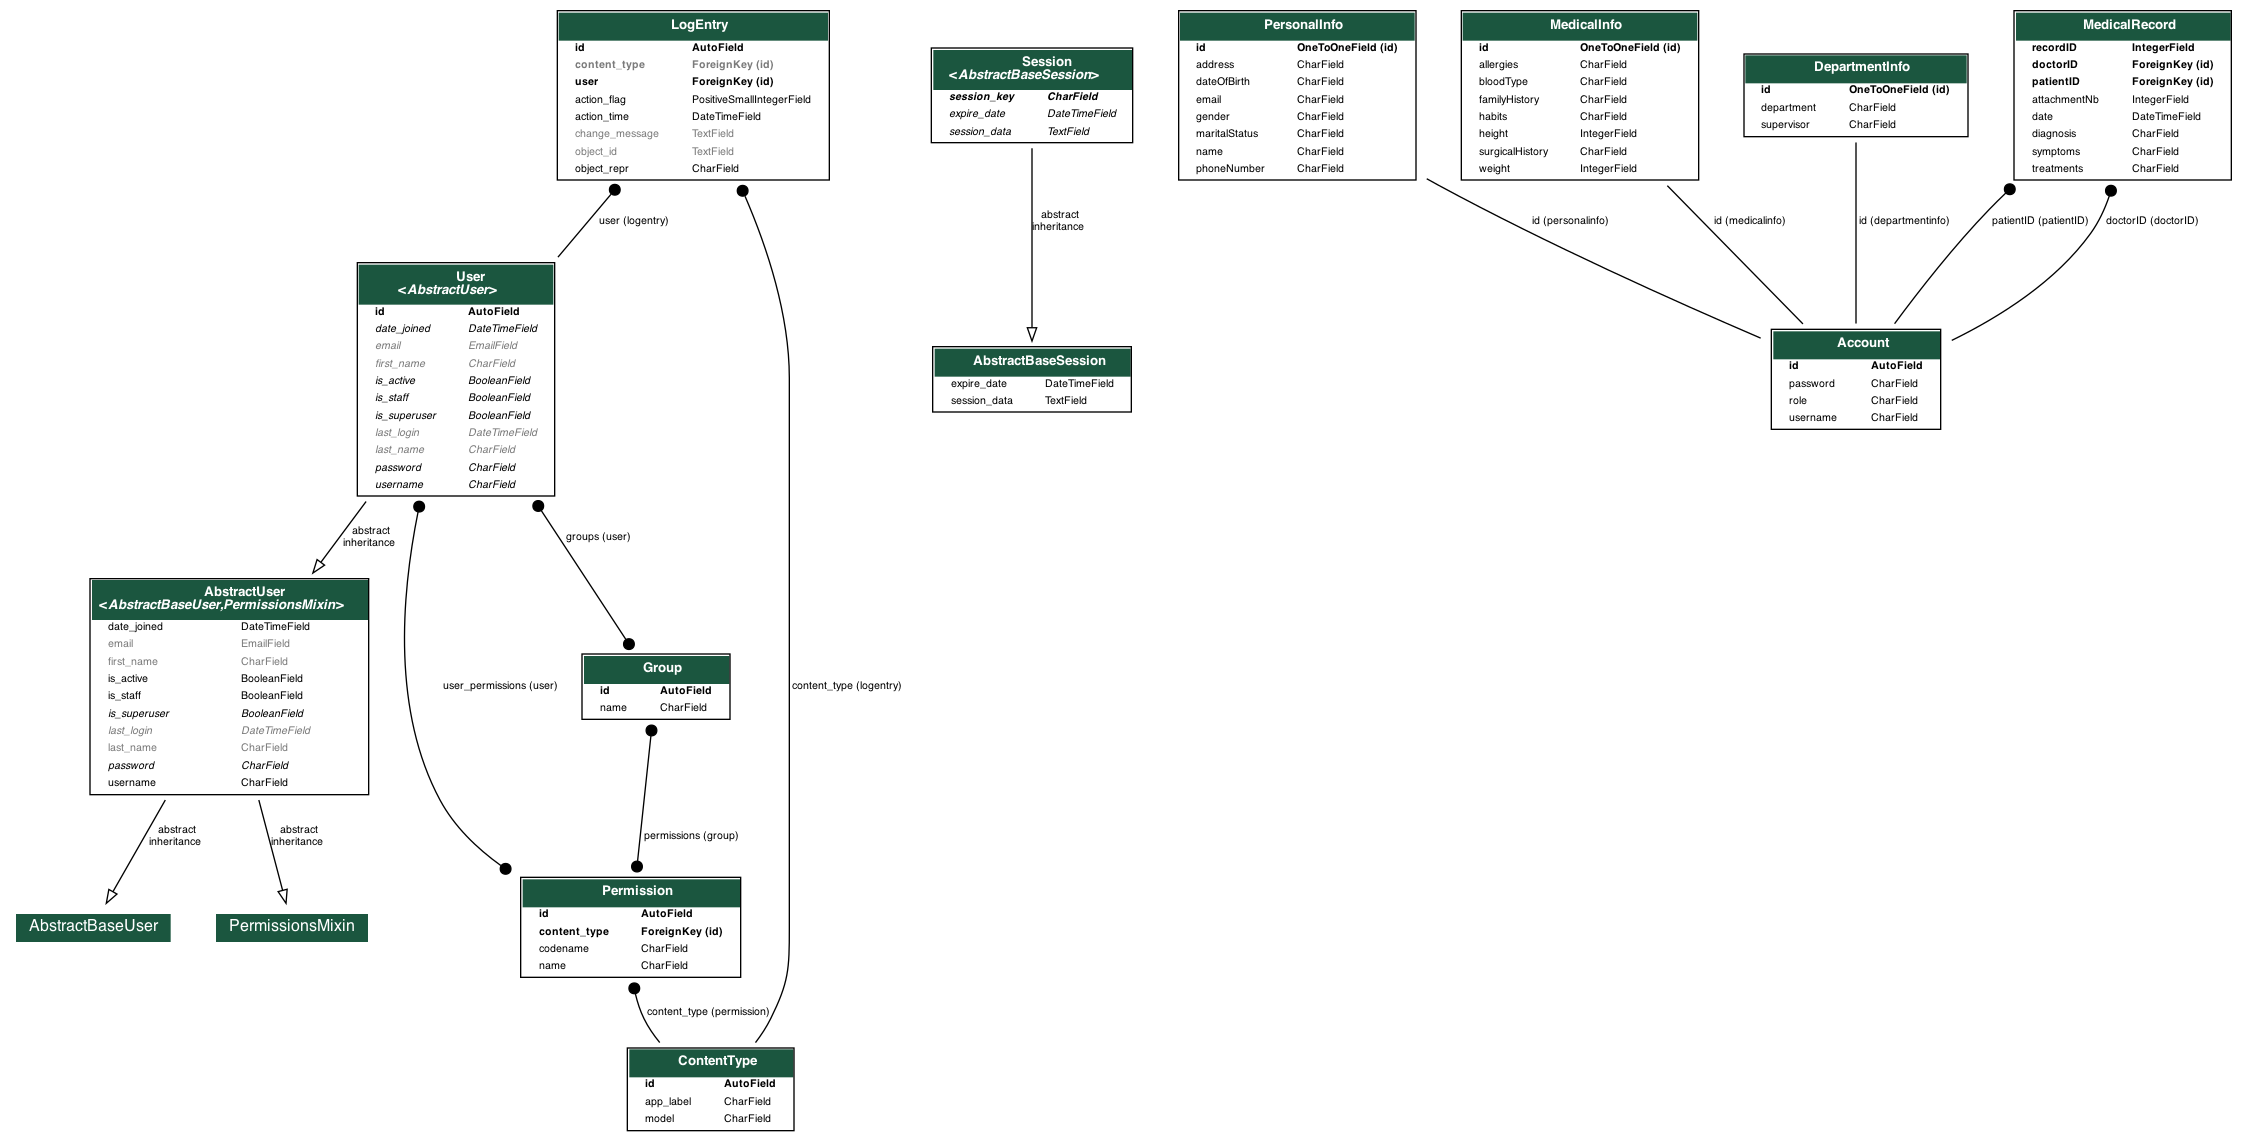 LogEntry
id AutoField
content_type ForeignKey (id)
user ForeignKey (id)
action_flag PositiveSmallIntegerField
action_time DateTimeField
change_message TextField
object_id TextField
object_repr CharField
Session
<AbstractBaseSession>
session_key CharField
expire_date DateTimeField
session_data TextField
PersonalInfo
id OneToOneField (id)
address CharField
dateOfBirth CharField
email CharField
gender CharField
maritalStatus CharField
name CharField
phoneNumber CharField
MedicalInfo
id OneToOneField (id)
allergies CharField
bloodType CharField
familyHistory CharField
habits CharField
height IntegerField
surgicalHistory CharField
weight IntegerField
DepartmentInfo
id OneToOneField (id)
department CharField
supervisor CharField
MedicalRecord
recordID IntegerField
doctorID ForeignKey (id)
patientID ForeignKey (id)
attachmentNb IntegerField
date DateTimeField
diagnosis CharField
symptoms CharField
treatments CharField
user (logentry)
abstract
inheritance
id (personalinfo)
id (medicalinfo)
id (departmentinfo)
patientID (patientID)
doctorID (doctorID)
User
<AbstractUser>
id AutoField
date_joined DateTimeField
email EmailField
first_name CharField
is_active BooleanField
is_staff BooleanField
is_superuser BooleanField
last_login DateTimeField
last_name CharField
password CharField
username CharField
AbstractBaseSession
expire_date DateTimeField
session_data TextField
Account
id AutoField
password CharField
role CharField
username CharField
abstract
inheritance
groups (user)
AbstractUser
<AbstractBaseUser,PermissionsMixin>
date_joined DateTimeField
email EmailField
first_name CharField
is_active BooleanField
is_staff BooleanField
is_superuser BooleanField
last_login DateTimeField
last_name CharField
password CharField
username CharField
user_permissions (user)
Group
id AutoField
name CharField
content_type (logentry)
abstract
inheritance
abstract
inheritance
permissions (group)
AbstractBaseUser
PermissionsMixin
Permission
id AutoField
content_type ForeignKey (id)
codename CharField
name CharField
content_type (permission)
ContentType
id AutoField
app_label CharField
model CharField